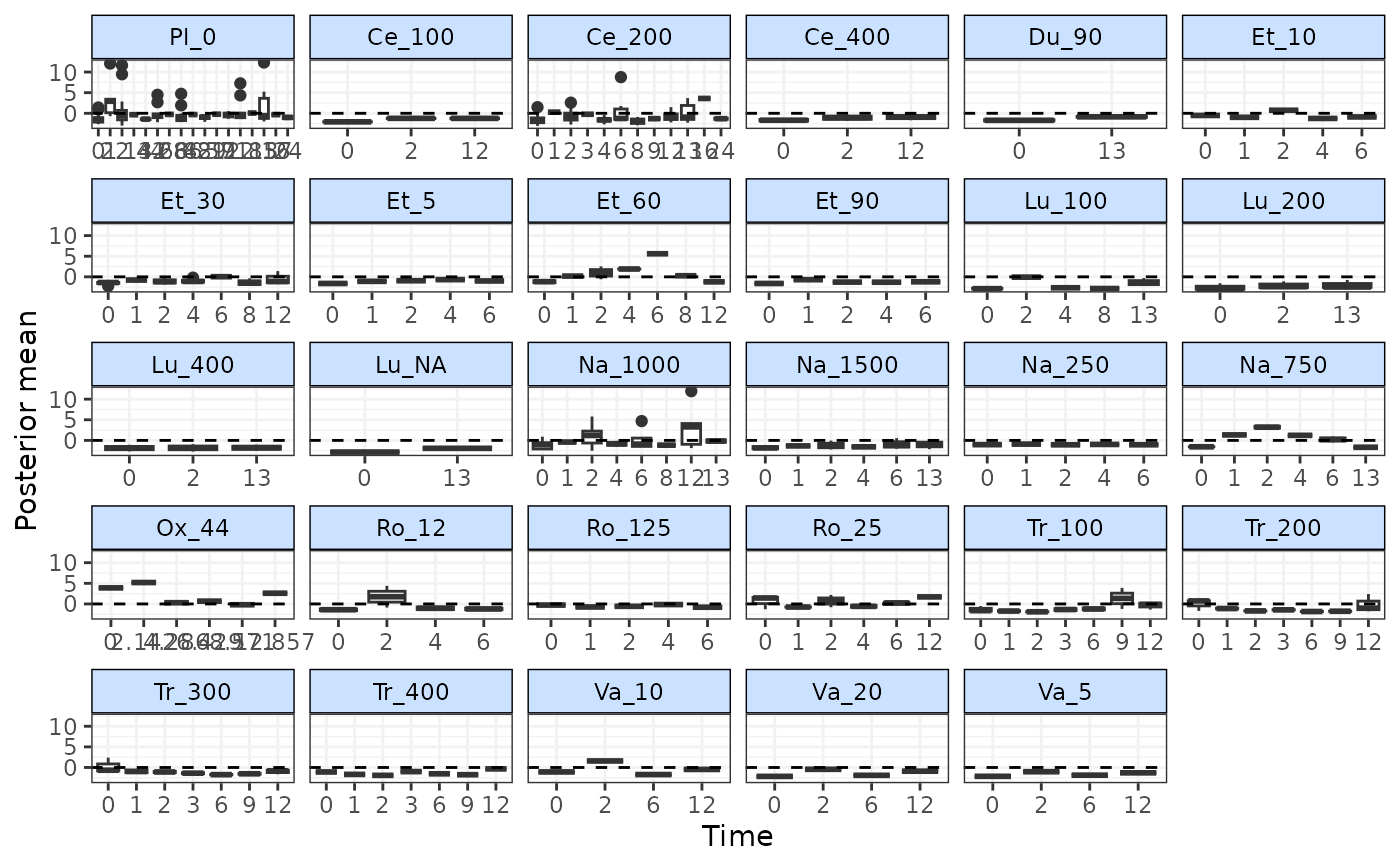 Pl_0 Ce_100 Ce_200 Ce_400 Du_90 Et_10
10
5
0
0 2 12 0 1 2 3 4 6 8 9 12 13 16 24 0 2 12 0 13 0 1 2 4 6
Et_30 Et_5 Et_60 Et_90 Lu_100 Lu_200
10
5
0
0 1 2 4 6 8 12 0 1 2 4 6 0 1 2 4 6 8 12 0 1 2 4 6 0 2 4 8 13 0 2 13
Posterior mean
Lu_400 Lu_NA Na_1000 Na_1500 Na_250 Na_750
10
5
0
0 2 13 0 13 0 1 2 4 6 8 12 13 0 1 2 4 6 13 0 1 2 4 6 0 1 2 4 6 13
Ox_44 Ro_12 Ro_125 Ro_25 Tr_100 Tr_200
10
5
0
0 2 4 6 0 1 2 4 6 0 1 2 4 6 12 0 1 2 3 6 9 12 0 1 2 3 6 9 12
Tr_300 Tr_400 Va_10 Va_20 Va_5
10
5
0
0 1 2 3 6 9 12 0 1 2 3 6 9 12 0 2 6 12 0 2 6 12 0 2 6 12
Time